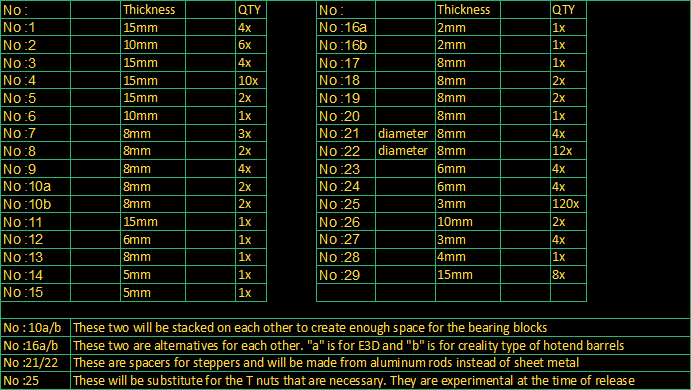 No : Thickness QTY
No :1 15mm 4x
No :2 10mm 6x
No :3 15mm 4x
No :4 15mm 10x
No :5 15mm 2x
No :6 10mm 1x
No :7 8mm 3x
No :8 8mm 2x
No :9 8mm 4x
No :10a 8mm 2x
No :10b 8mm 2x
No :11 15mm 1x
No :12 6mm 1x
No :13 8mm 1x
No :14 5mm 1x
No :15 5mm 1x
No : Thickness QTY
No :16a 2mm 1x
No :16b 2mm 1x
No :17 8mm 1x
No :18 8mm 2x
No :19 8mm 2x
No :20 8mm 1x
No :21 diameter 8mm 4x
No :22 diameter 8mm 12x
No :23 6mm 4x
No :24 6mm 4x
No :25 3mm 120x
No :26 10mm 2x
No :27 3mm 4x
No :28 4mm 1x
No :29 15mm 8x
No : 10a/b These two will be stacked on each other to create enough space for the bearing blocks
No :16a/b These two are alternatives for each other. "a" is for E3D and "b" is for creality type of hotend barrels
No :21/22 These are spacers for steppers and will be made from aluminum rods instead of sheet metal
No :25 These will be substitute for the T nuts that are necessary. They are experimental at the time of release